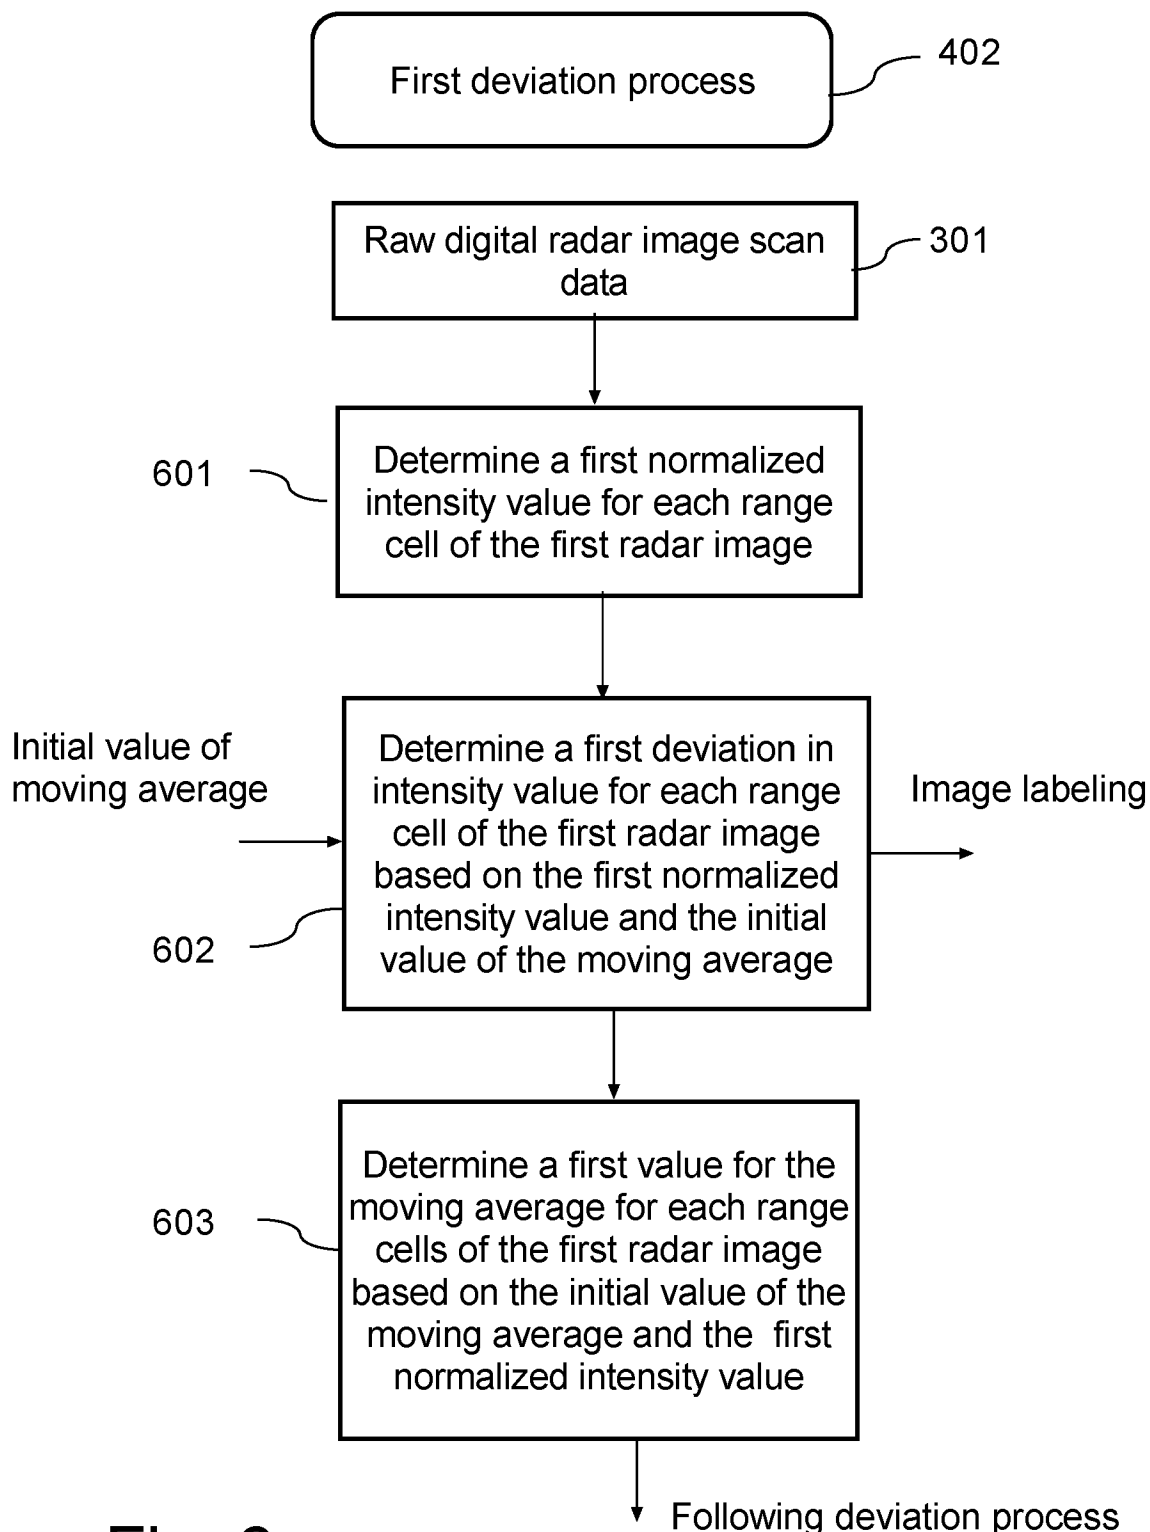 First deviation process
402
Raw digital radar image scan
data
301
601
Determine a first normalized
intensity value for each range
cell of the first radar image
Initial value of
moving average
Determine a first deviation in
intensity value for each range
cell of the first radar image
based on the first normalized
intensity value and the initial
value of the moving average
Image labeling
602
603
Determine a first value for the
moving average for each range
cells of the first radar image
based on the initial value of the
moving average and the first
normalized intensity value
Following deviation process